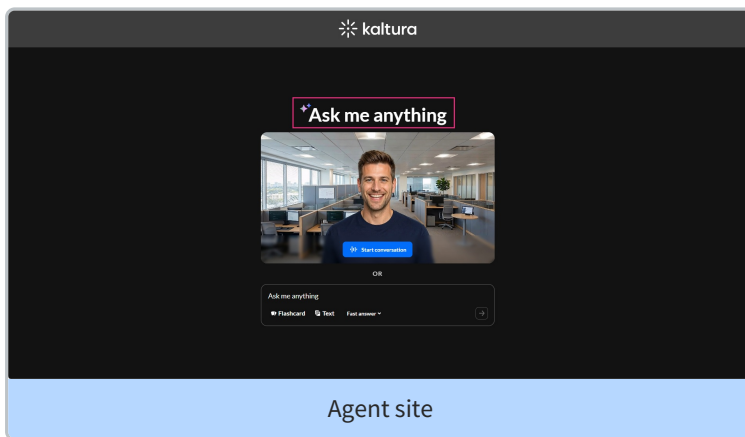 kaltura
Ask me anything
Start conversation
OR
Ask me anything
Flashcard Text Fast answer
Agent site